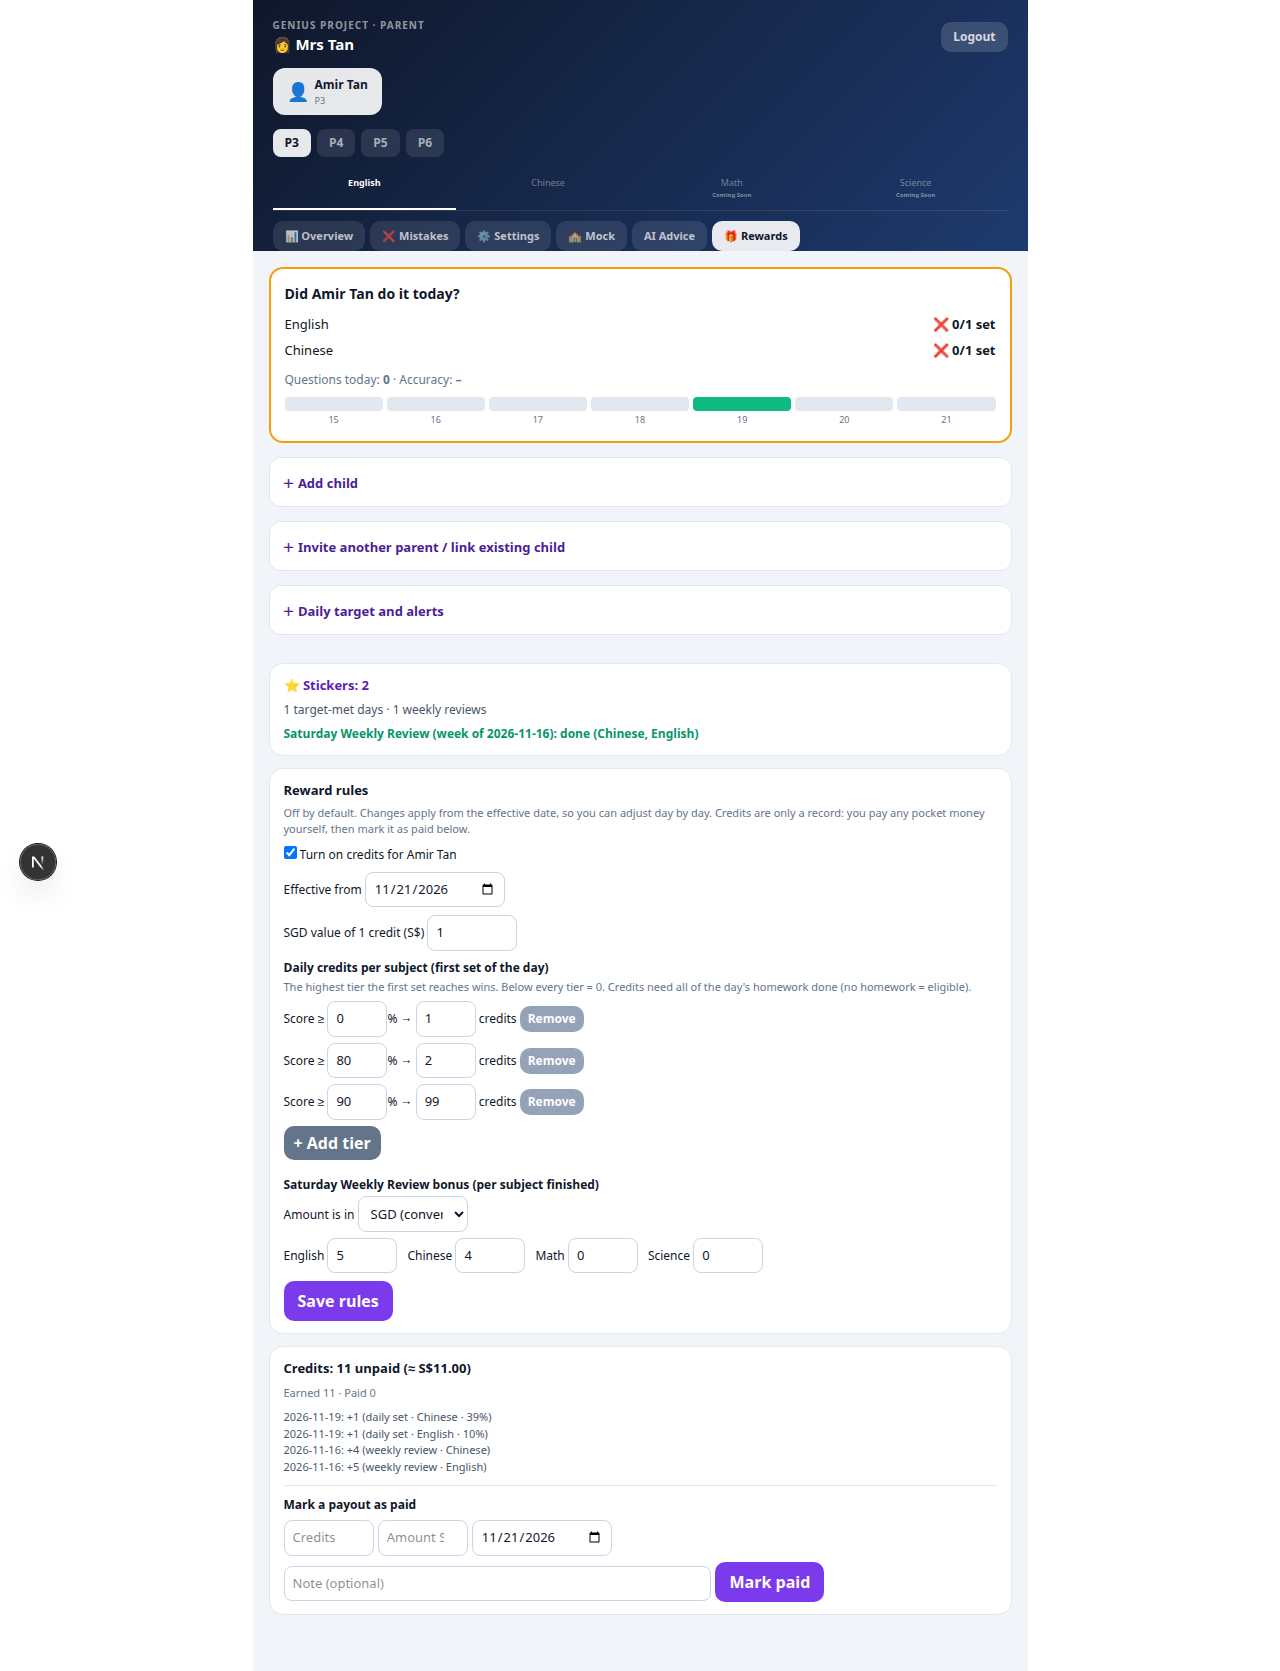 GENIUS PROJECT · PARENT
👩 Mrs Tan
Logout
Amir Tan
P3
P3 P4 P5 P6
English Chinese Math Science
Coming Soon Coming Soon
📊 Overview ❌ Mistakes ⚙️ Settings 🏫 Mock AI Advice 🎁 Rewards
Did Amir Tan do it today?
English ❌ 0/1 set
Chinese ❌ 0/1 set
Questions today: 0 · Accuracy: –
15 16 17 18 19 20 21
+ Add child
+ Invite another parent / link existing child
+ Daily target and alerts
⭐ Stickers: 2
1 target-met days · 1 weekly reviews
Saturday Weekly Review (week of 2026-11-16): done (Chinese, English)
Reward rules
Off by default. Changes apply from the effective date, so you can adjust day by day. Credits are only a record: you pay any pocket money
yourself, then mark it as paid below.
Turn on credits for Amir Tan
Effective from 11/21/2026
SGD value of 1 credit (S$) 1
Daily credits per subject (first set of the day)
The highest tier the first set reaches wins. Below every tier = 0. Credits need all of the day's homework done (no homework = eligible).
Score ≥ 0 % → 1 credits Remove
Score ≥ 80 % → 2 credits Remove
Score ≥ 90 % → 99 credits Remove
+ Add tier
Saturday Weekly Review bonus (per subject finished)
Amount is in SGD (conver
English 5 Chinese 4 Math 0 Science 0
Save rules
Credits: 11 unpaid (≈ S$11.00)
Earned 11 · Paid 0
2026-11-19: +1 (daily set · Chinese · 39%)
2026-11-19: +1 (daily set · English · 10%)
2026-11-16: +4 (weekly review · Chinese)
2026-11-16: +5 (weekly review · English)
Mark a payout as paid
Credits Amount S 11/21/2026
Note (optional) Mark paid
N